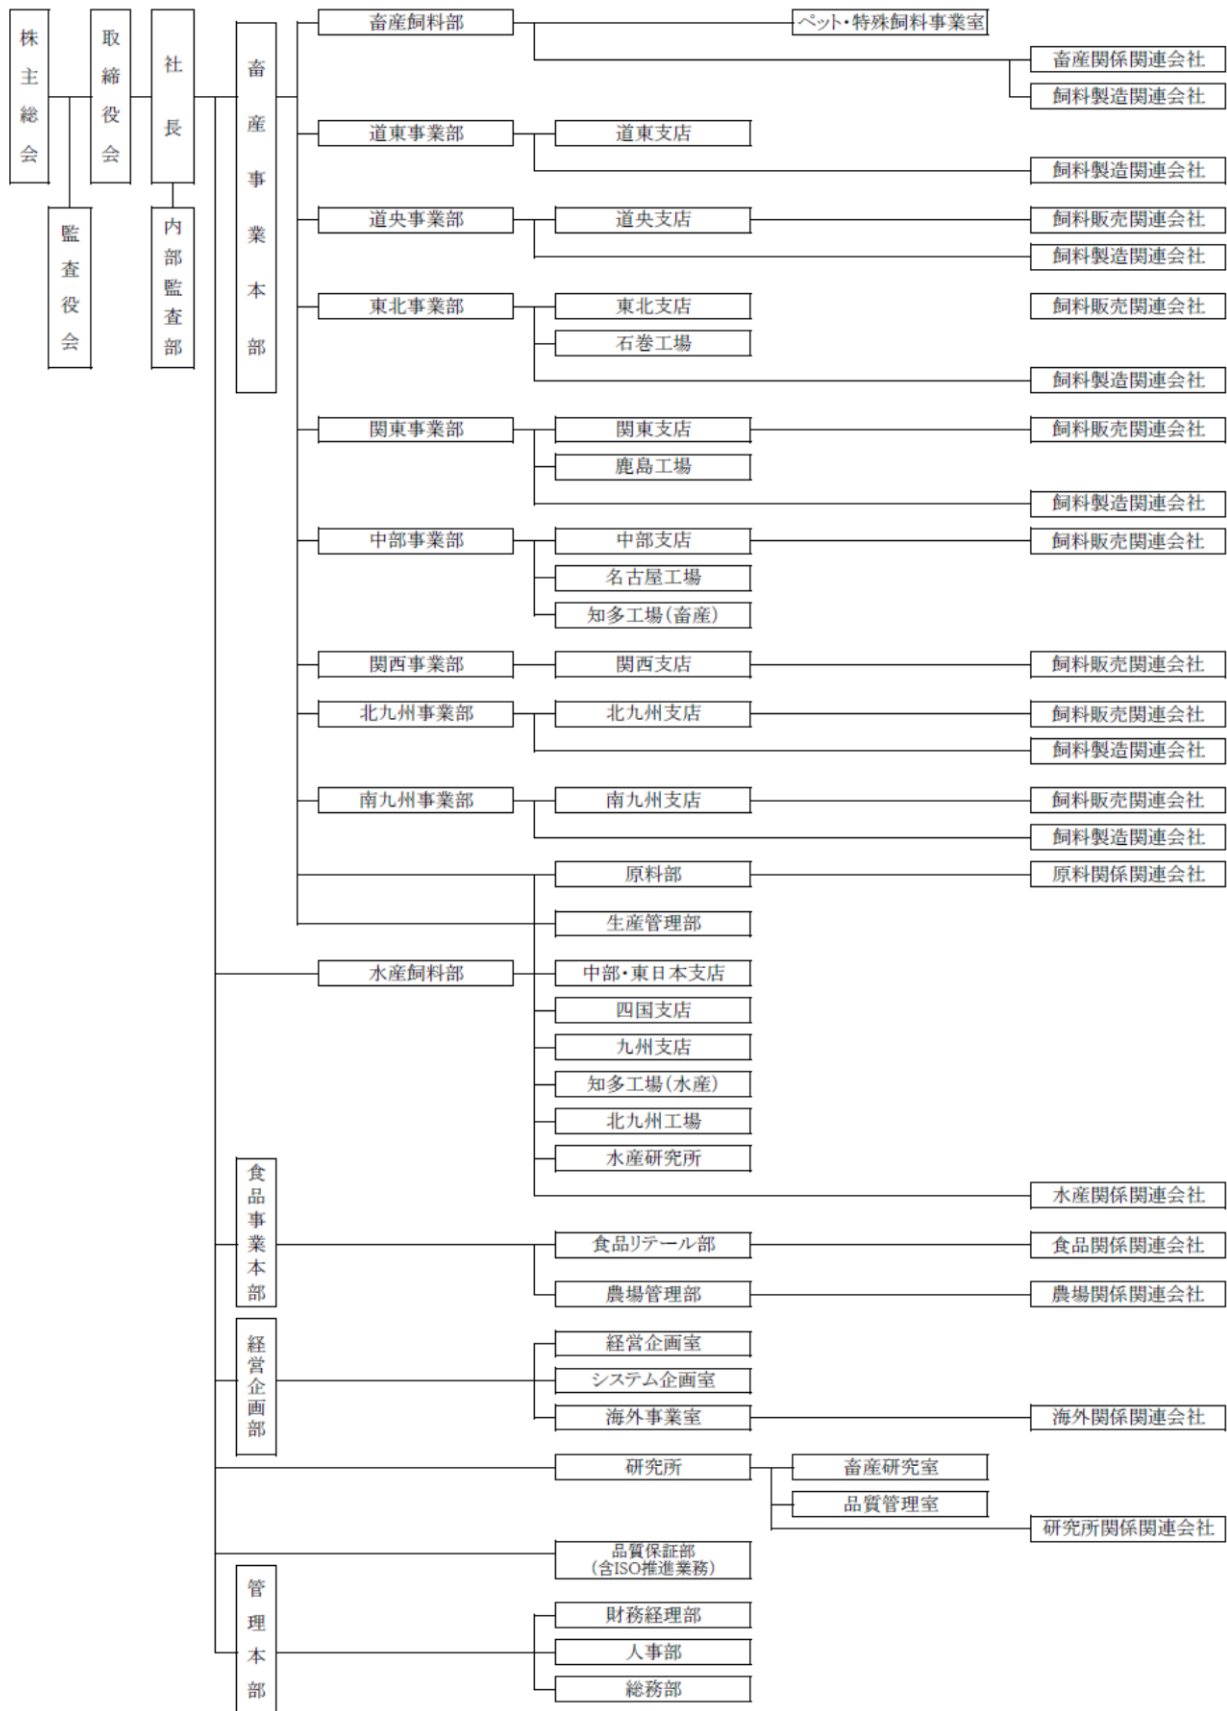 株主総会
取締役会
社長
監査役会
内部監査部
畜産事業本部
畜産飼料部
ペット・特殊飼料事業室
畜産関係関連会社
飼料製造関連会社
道東事業部
道東支店
飼料製造関連会社
道央事業部
道央支店
飼料販売関連会社
飼料製造関連会社
東北事業部
東北支店
飼料販売関連会社
石巻工場
飼料製造関連会社
関東事業部
関東支店
飼料販売関連会社
鹿島工場
飼料製造関連会社
中部事業部
中部支店
飼料販売関連会社
名古屋工場
知多工場(畜産)
関西事業部
関西支店
飼料販売関連会社
北九州事業部
北九州支店
飼料販売関連会社
飼料製造関連会社
南九州事業部
南九州支店
飼料販売関連会社
飼料製造関連会社
原料部
原料関係関連会社
生産管理部
水産飼料部
中部・東日本支店
四国支店
九州支店
知多工場(水産)
北九州工場
水産研究所
水産関係関連会社
食品事業本部
食品リテール部
食品関係関連会社
農場管理部
農場関係関連会社
経営企画部
経営企画室
システム企画室
海外事業室
海外関係関連会社
研究所
畜産研究室
品質管理室
研究所関係関連会社
品質保証部
(含ISO推進業務)
管理本部
財務経理部
人事部
総務部